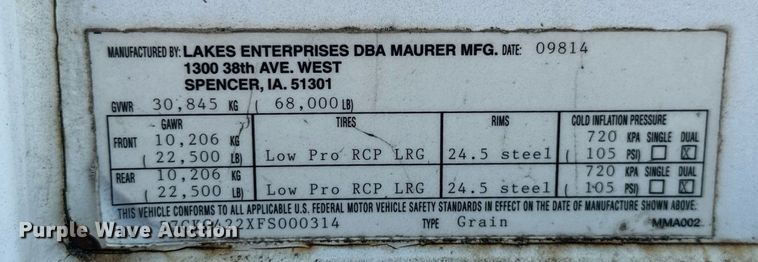 MANUFACTURED BY: LAKES ENTERPRISES DBA MAURER MFG. DATE: 09814
1300 38th AVE. WEST
SPENCER, IA. 51301
GVWR 30,845 KG ( 68,000 LB)
GAWR TIRES RIMS COLD INFLATION PRESSURE
FRONT 10,206 KG 720 KPA SINGLE DUAL
( 22,500 LB) Low Pro RCP LRG 24.5 steel ( 105 PSI) ☐ ☒
REAR 10,206 KG 720 KPA SINGLE DUAL
( 22,500 LB) Low Pro RCP LRG 24.5 steel ( 105 PSI) ☐ ☒
THIS VEHICLE CONFORMS TO ALL APPLICABLE U.S. FEDERAL MOTOR VEHICLE SAFETY STANDARDS IN EFFECT ON THE DATE OF MANUFACTURE SHOWN ABOVE.
TYPE Grain MMA002
Purple Wave Auction